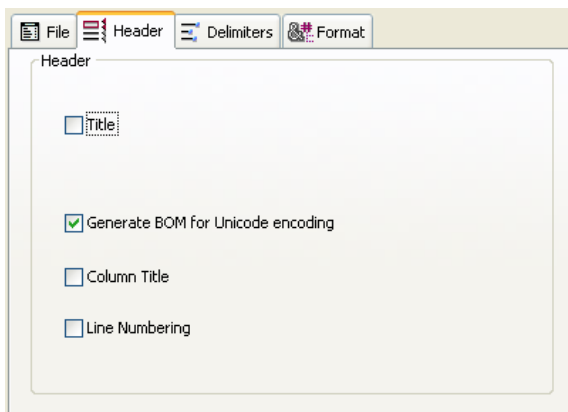 File Header Delimiters &# Format
Header
Title
Generate BOM for Unicode encoding
Column Title
Line Numbering